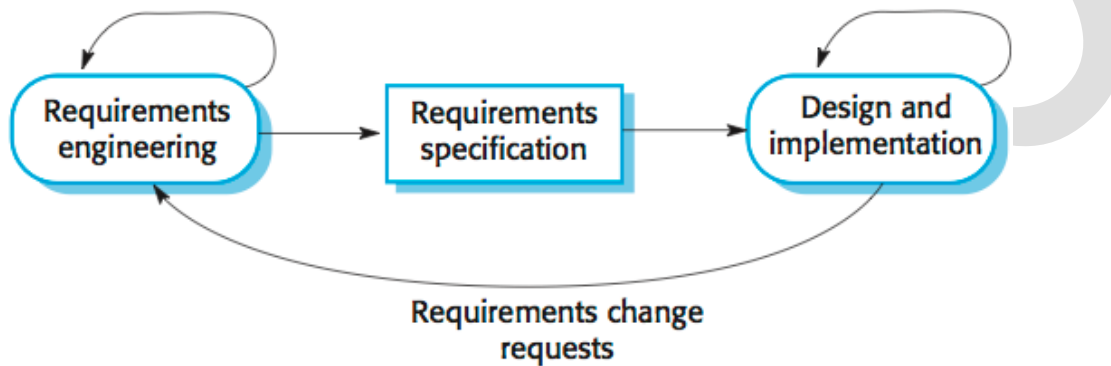 Requirements
engineering
Requirements
specification
Design and
implementation
Requirements change
requests